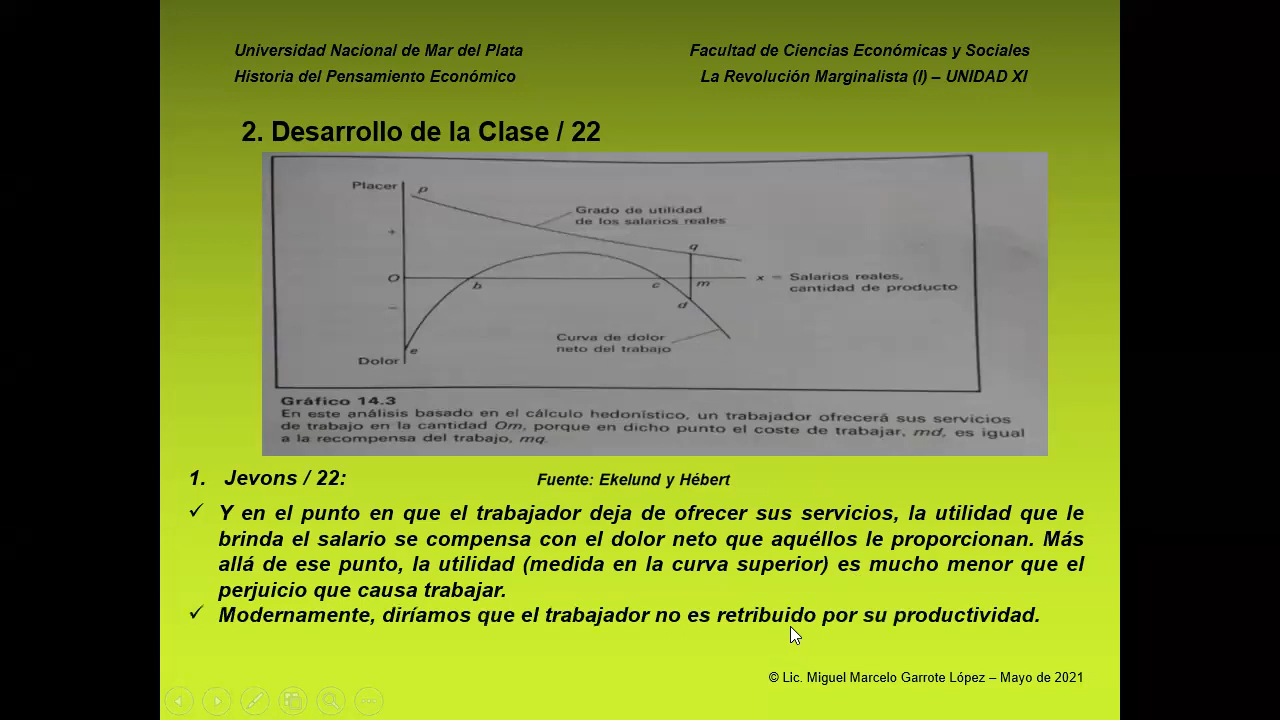 Universidad Nacional de Mar del Plata
Facultad de Ciencias Económicas y Sociales
Historia del Pensamiento Económico
La Revolución Marginalista (I) – UNIDAD XI
2. Desarrollo de la Clase / 22
Placer
p
Grado de utilidad
de los salarios reales
+
q
O
b
c
m
x = Salarios reales,
cantidad de producto
–
d
Curva de dolor
neto del trabajo
e
Dolor
Gráfico 14.3
En este análisis basado en el cálculo hedonístico, un trabajador ofrecerá sus servicios
de trabajo en la cantidad Om, porque en dicho punto el coste de trabajar, md, es igual
a la recompensa del trabajo, mq.
1. Jevons / 22:
Fuente: Ekelund y Hébert
✓ Y en el punto en que el trabajador deja de ofrecer sus servicios, la utilidad que le
brinda el salario se compensa con el dolor neto que aquéllos le proporcionan. Más
allá de ese punto, la utilidad (medida en la curva superior) es mucho menor que el
perjuicio que causa trabajar.
✓ Modernamente, diríamos que el trabajador no es retribuido por su productividad.
© Lic. Miguel Marcelo Garrote López – Mayo de 2021